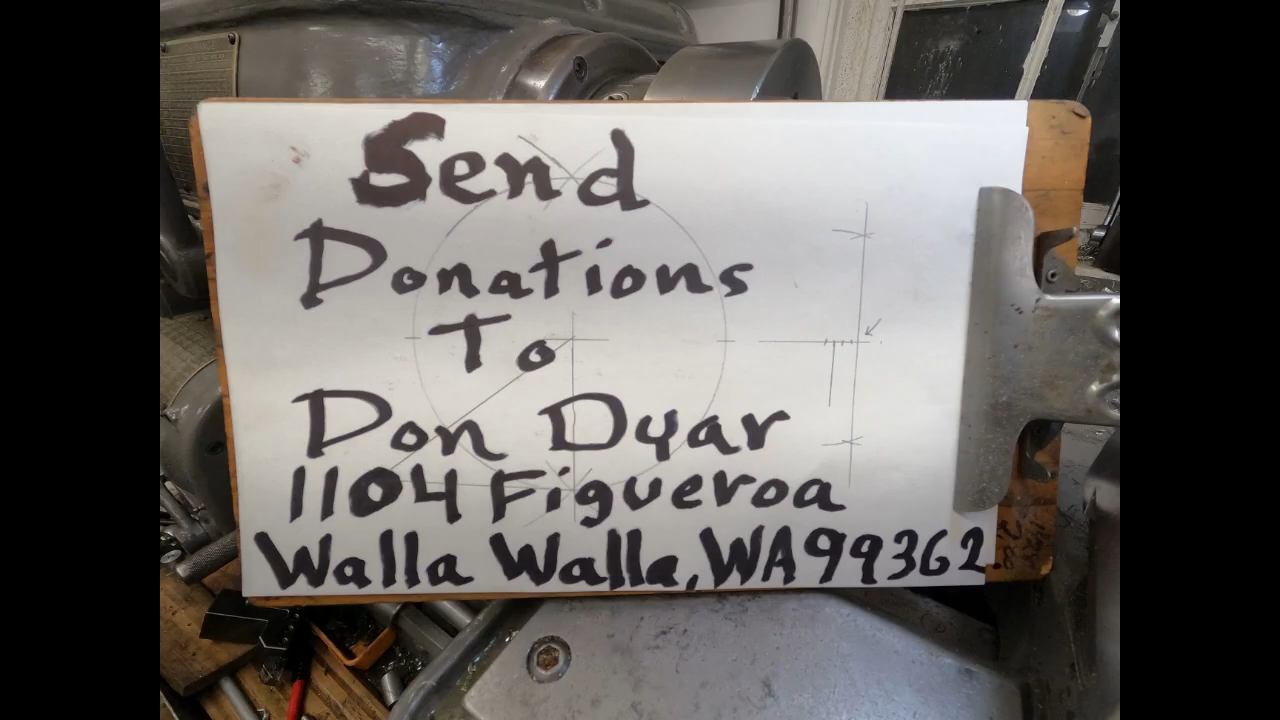 Send
Donations
To
Don Dyar
1104 Figueroa
Walla Walla, WA 99362.